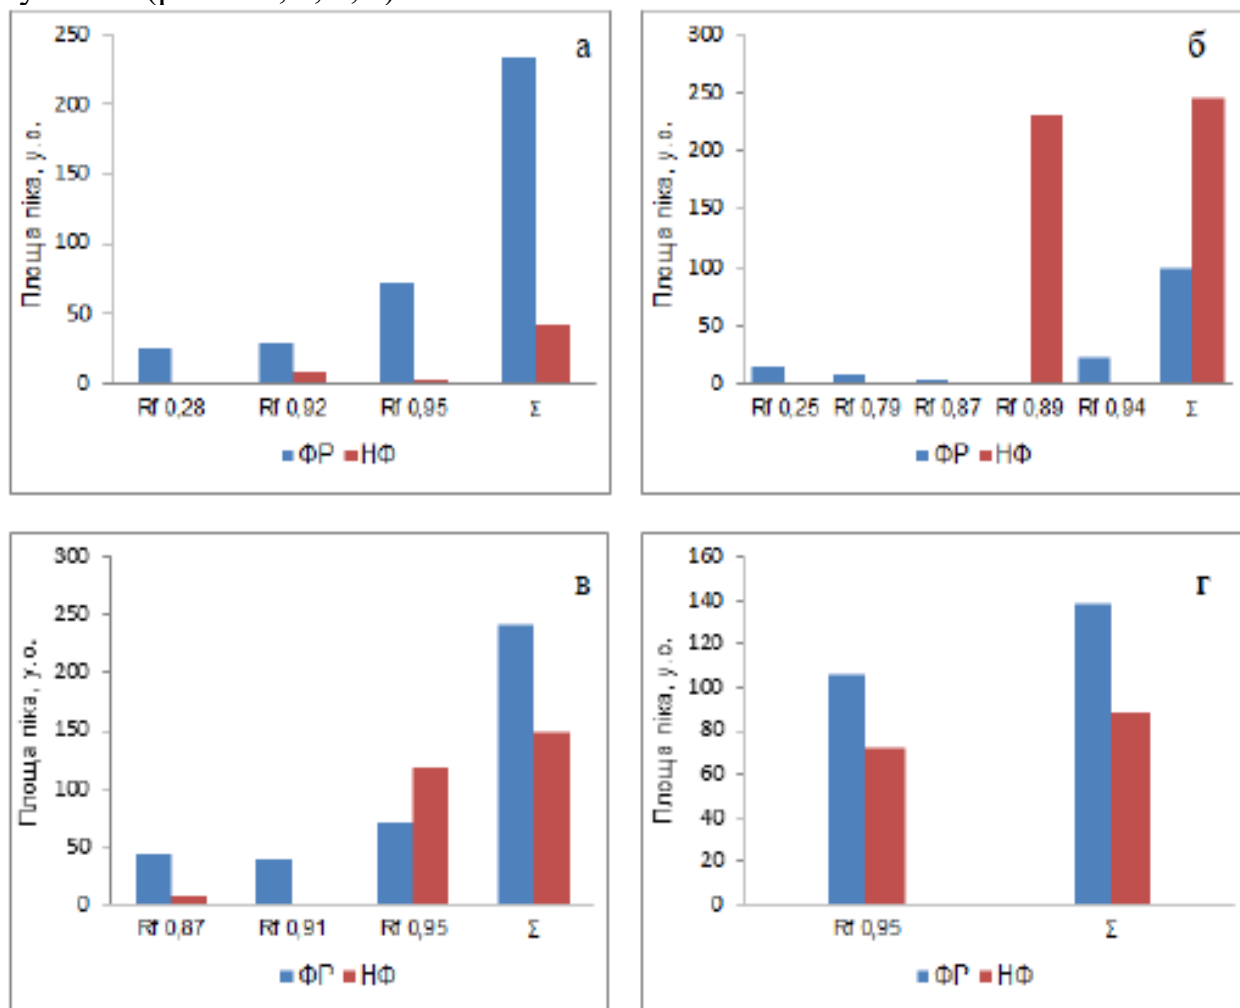 а
250
200
150
100
50
0
Площа піка, у.о.
Rf 0,28 Rf 0,92 Rf 0,95 Σ
ФР НФ
б
300
250
200
150
100
50
0
Площа піка, у.о.
Rf 0,25 Rf 0,79 Rf 0,87 Rf 0,89 Rf 0,94 Σ
ФР НФ
в
300
250
200
150
100
50
0
Площа піка, у.о.
Rf 0,87 Rf 0,91 Rf 0,95 Σ
ФР НФ
г
160
140
120
100
80
60
40
20
0
Площа піка, у.о.
Rf 0,95 Σ
ФР НФ